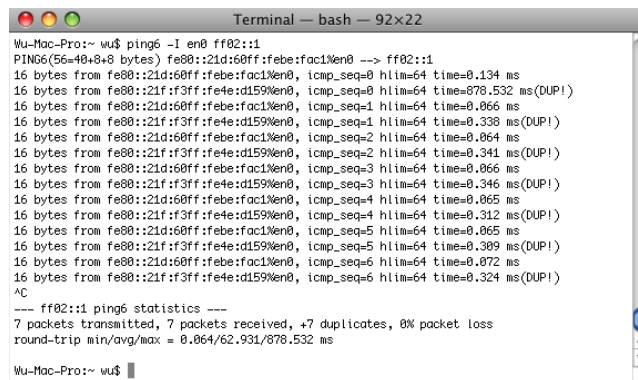 Terminal — bash — 92×22
Wu-Mac-Pro:~ wu$ ping6 -I en0 ff02::1
PING6(56=40+8+8 bytes) fe80::21d:60ff:febe:fac1%en0 --> ff02::1
16 bytes from fe80::21d:60ff:febe:fac1%en0, icmp_seq=0 hlim=64 time=0.134 ms
16 bytes from fe80::21f:f3ff:fe4e:d159%en0, icmp_seq=0 hlim=64 time=878.532 ms(DUP!)
16 bytes from fe80::21d:60ff:febe:fac1%en0, icmp_seq=1 hlim=64 time=0.066 ms
16 bytes from fe80::21f:f3ff:fe4e:d159%en0, icmp_seq=1 hlim=64 time=0.338 ms(DUP!)
16 bytes from fe80::21d:60ff:febe:fac1%en0, icmp_seq=2 hlim=64 time=0.064 ms
16 bytes from fe80::21f:f3ff:fe4e:d159%en0, icmp_seq=2 hlim=64 time=0.341 ms(DUP!)
16 bytes from fe80::21d:60ff:febe:fac1%en0, icmp_seq=3 hlim=64 time=0.066 ms
16 bytes from fe80::21f:f3ff:fe4e:d159%en0, icmp_seq=3 hlim=64 time=0.346 ms(DUP!)
16 bytes from fe80::21d:60ff:febe:fac1%en0, icmp_seq=4 hlim=64 time=0.065 ms
16 bytes from fe80::21f:f3ff:fe4e:d159%en0, icmp_seq=4 hlim=64 time=0.312 ms(DUP!)
16 bytes from fe80::21d:60ff:febe:fac1%en0, icmp_seq=5 hlim=64 time=0.065 ms
16 bytes from fe80::21f:f3ff:fe4e:d159%en0, icmp_seq=5 hlim=64 time=0.309 ms(DUP!)
16 bytes from fe80::21d:60ff:febe:fac1%en0, icmp_seq=6 hlim=64 time=0.072 ms
16 bytes from fe80::21f:f3ff:fe4e:d159%en0, icmp_seq=6 hlim=64 time=0.324 ms(DUP!)
^C
--- ff02::1 ping6 statistics ---
7 packets transmitted, 7 packets received, +7 duplicates, 0% packet loss
round-trip min/avg/max = 0.064/62.931/878.532 ms
Wu-Mac-Pro:~ wu$